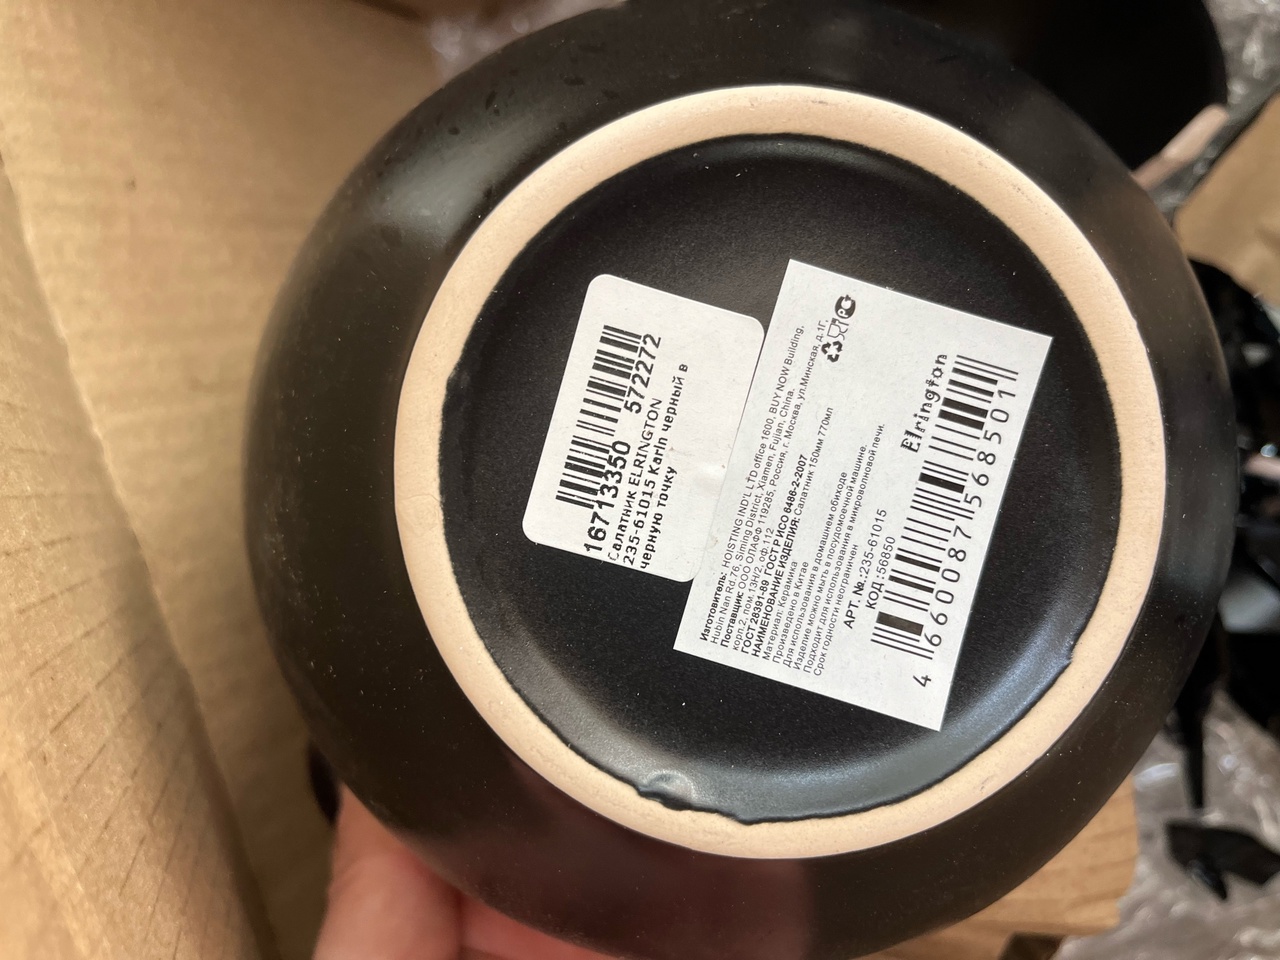 16713350 572272
Салатник ELRINGTON
235-61015 Karin черный в
черную точку
Изготовитель: HOISTING IND'L LTD office 1600, BUY NOW Building,
Hubin Nan Rd.76, Siming District, Xiamen, Fujian, China.
Поставщик: ООО ОЛАФФ 119285, Россия, г. Москва, ул.Минская, д.1Г,
корп.2, пом.13Н/2, оф.112
ГОСТ 28391-89 ГОСТ Р ИСО 6486-2-2007
НАИМЕНОВАНИЕ ИЗДЕЛИЯ: Салатник 150мм 770мл
Материал: Керамика
Произведено в Китае
Для использования в домашнем обиходе
Изделие можно мыть в посудомоечной машине.
Подходит для использования в микроволновой печи.
Срок годности неограничен
АРТ. №.:235-61015
КОД:56850
Elrington
4 660087 568501